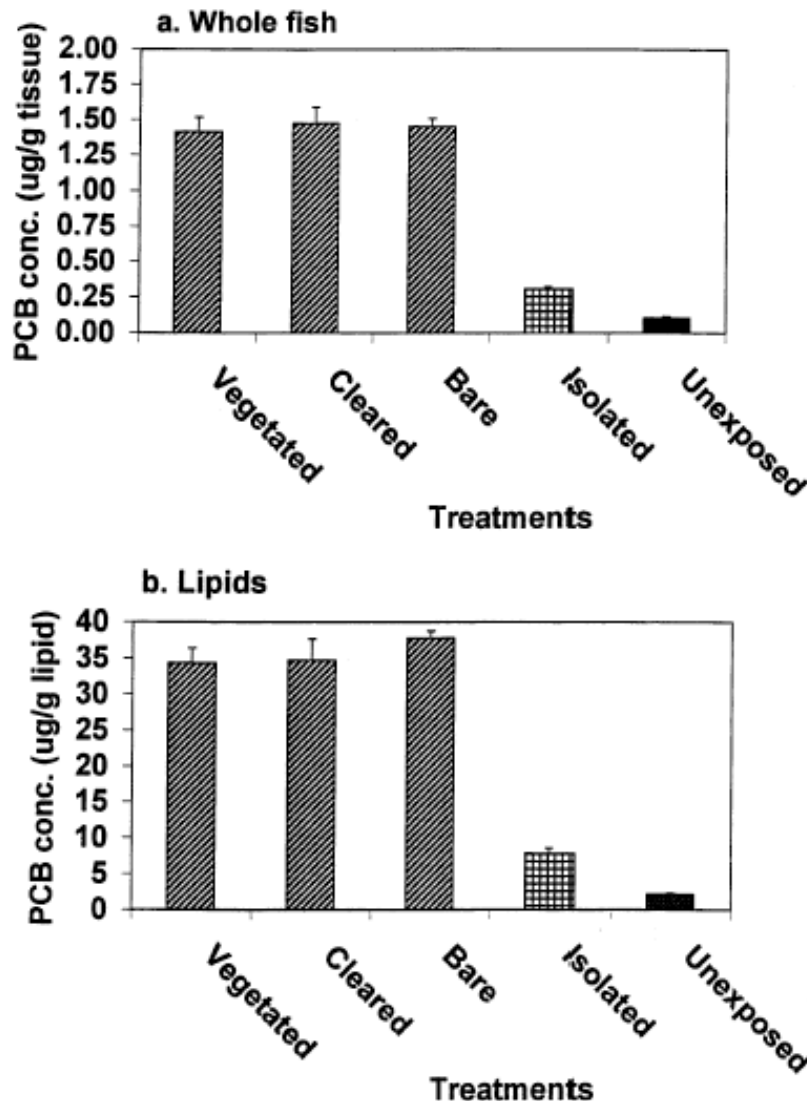 a. Whole fish
PCB conc. (ug/g tissue)
2.00
1.75
1.50
1.25
1.00
0.75
0.50
0.25
0.00
Vegetated
Cleared
Bare
Isolated
Unexposed
Treatments
b. Lipids
PCB conc. (ug/g lipid)
40
35
30
25
20
15
10
5
0
Vegetated
Cleared
Bare
Isolated
Unexposed
Treatments